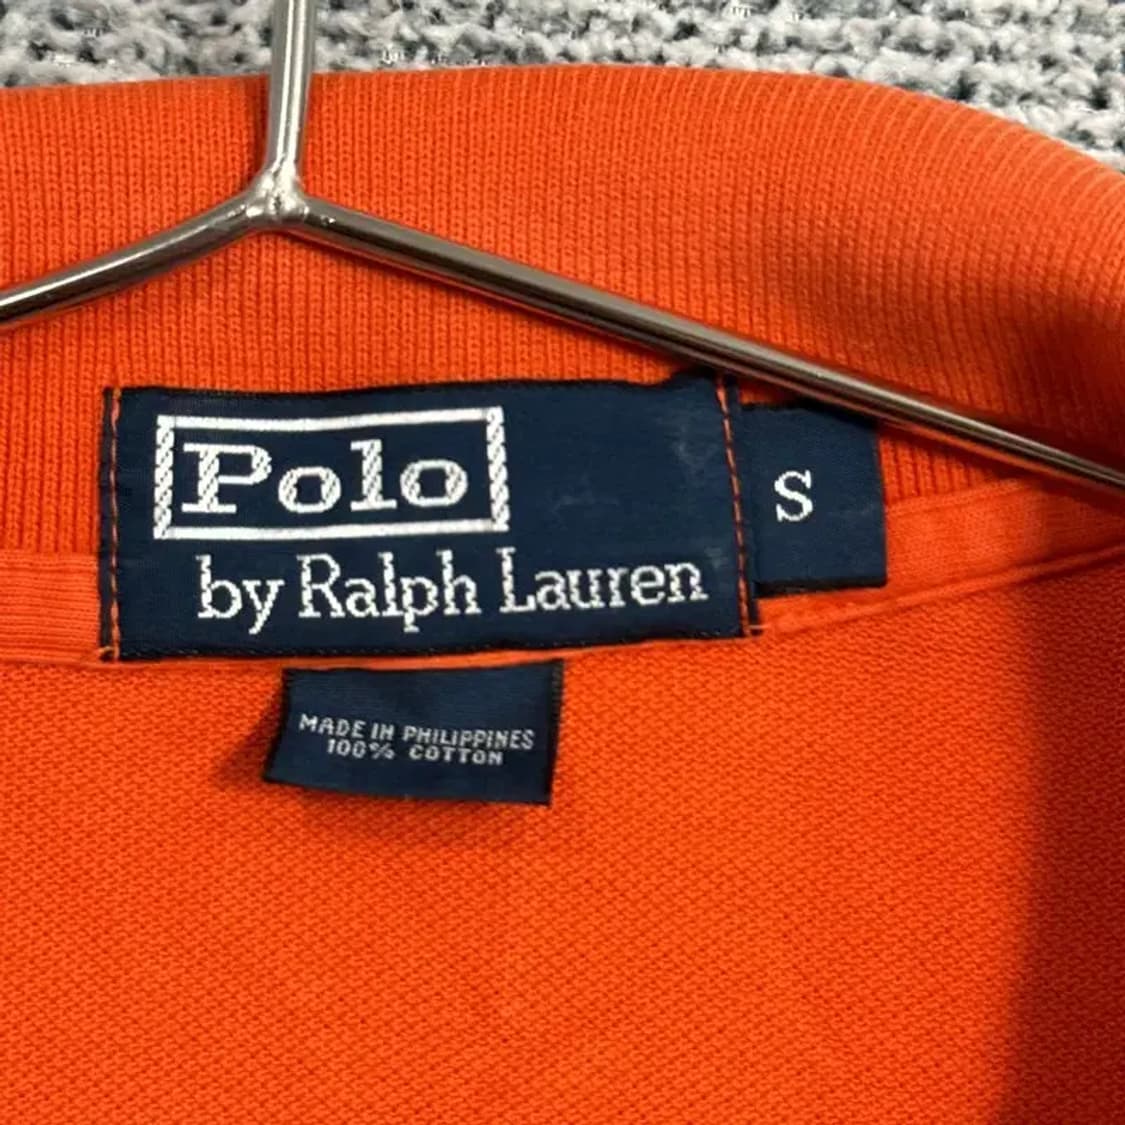 Polo
by Ralph Lauren
S
MADE IN PHILIPPINES
100% COTTON